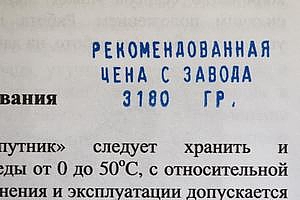 РЕКОМЕНДОВАННАЯ
ЦЕНА С ЗАВОДА
3180 ГР.
вания
путник» следует хранить и
еды от 0 до 50°С, с относительной
нения и эксплуатации допускается